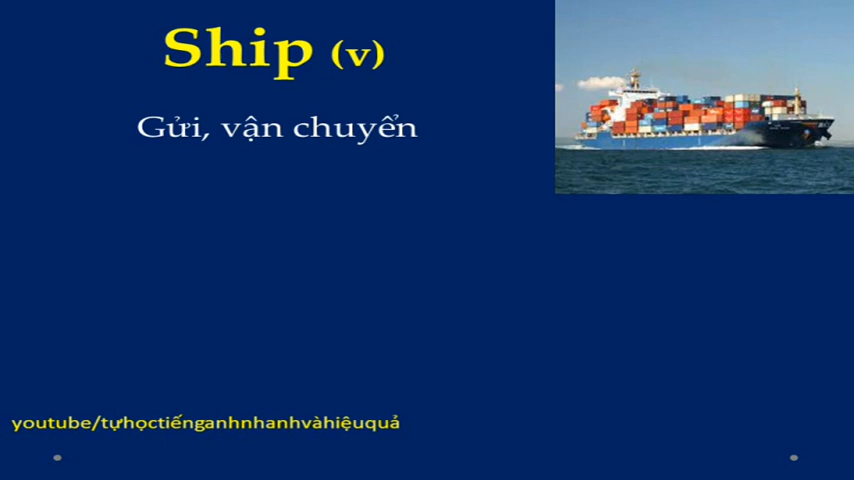 Ship (v)
Gửi, vận chuyển
youtube/tựhọctiếnganhnhanhvàhiệuquả